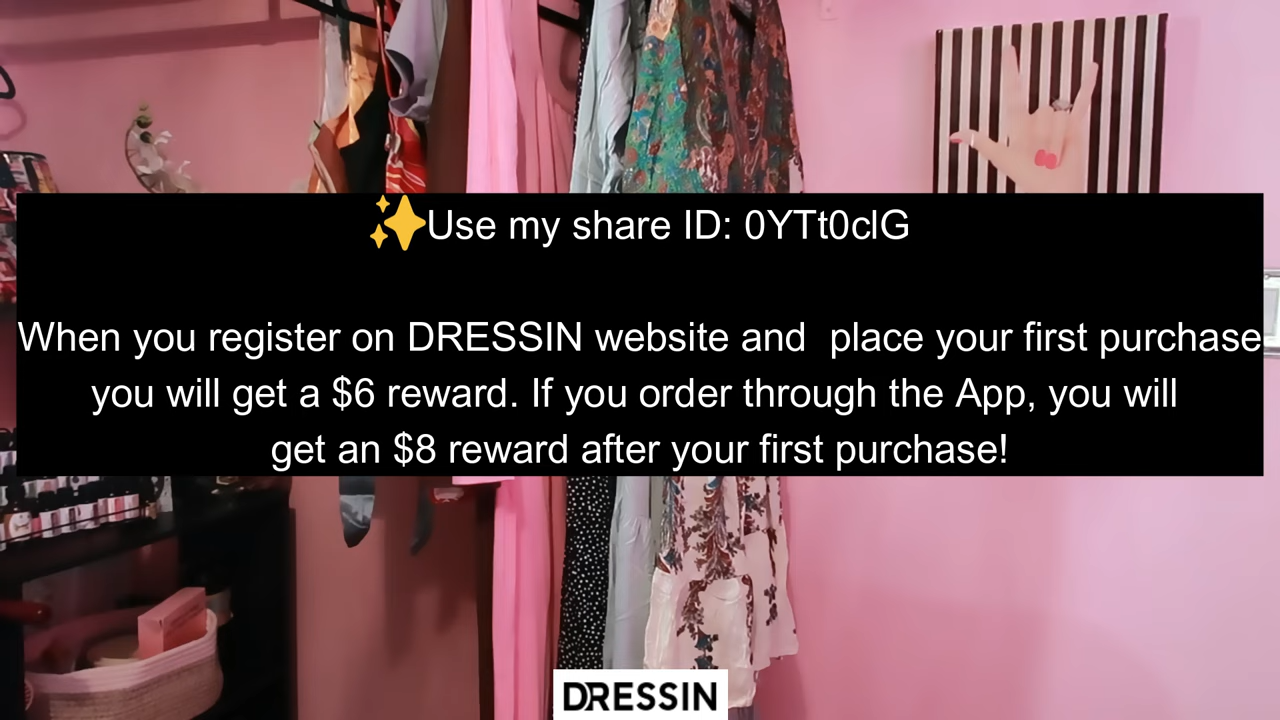 ✨Use my share ID: 0YTt0clG
When you register on DRESSIN website and  place your first purchase
you will get a $6 reward. If you order through the App, you will
get an $8 reward after your first purchase!
DRESSIN